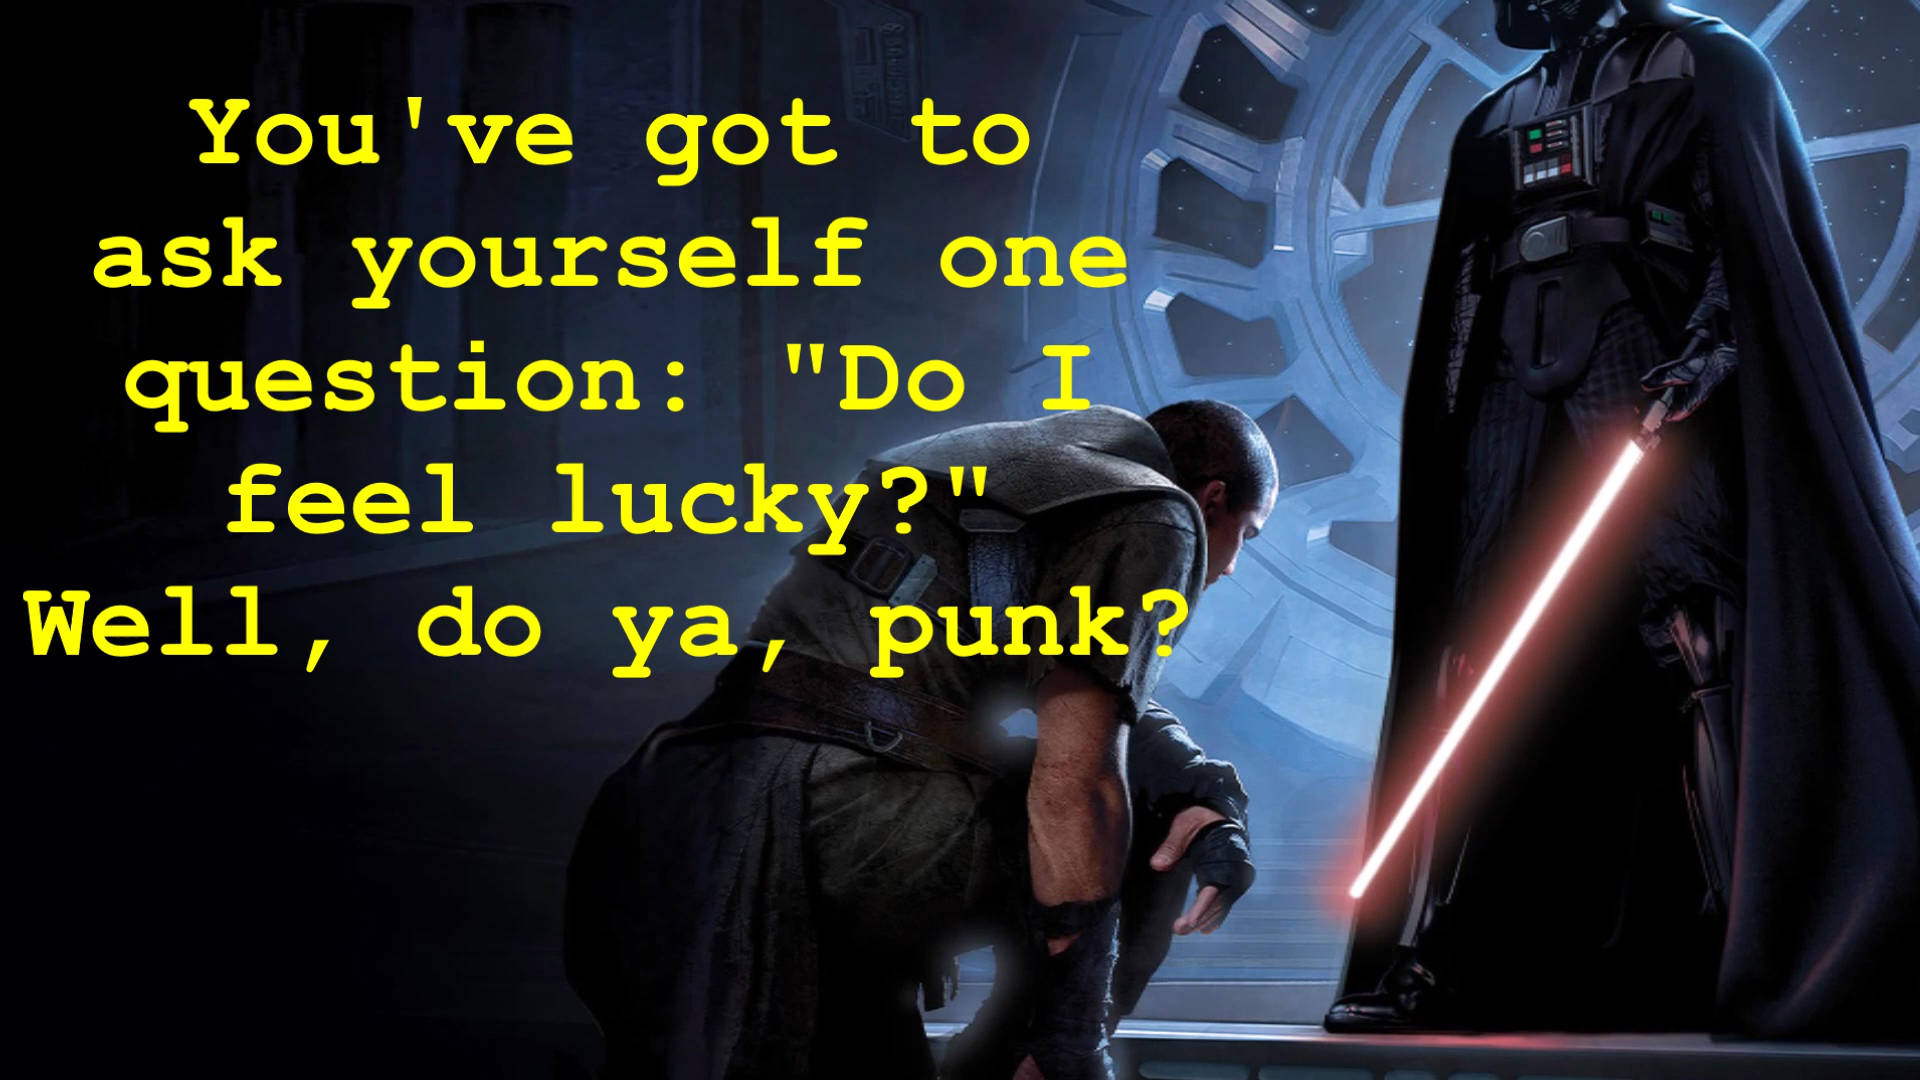 You've got to
ask yourself one
question: "Do I
feel lucky?"
Well, do ya, punk?